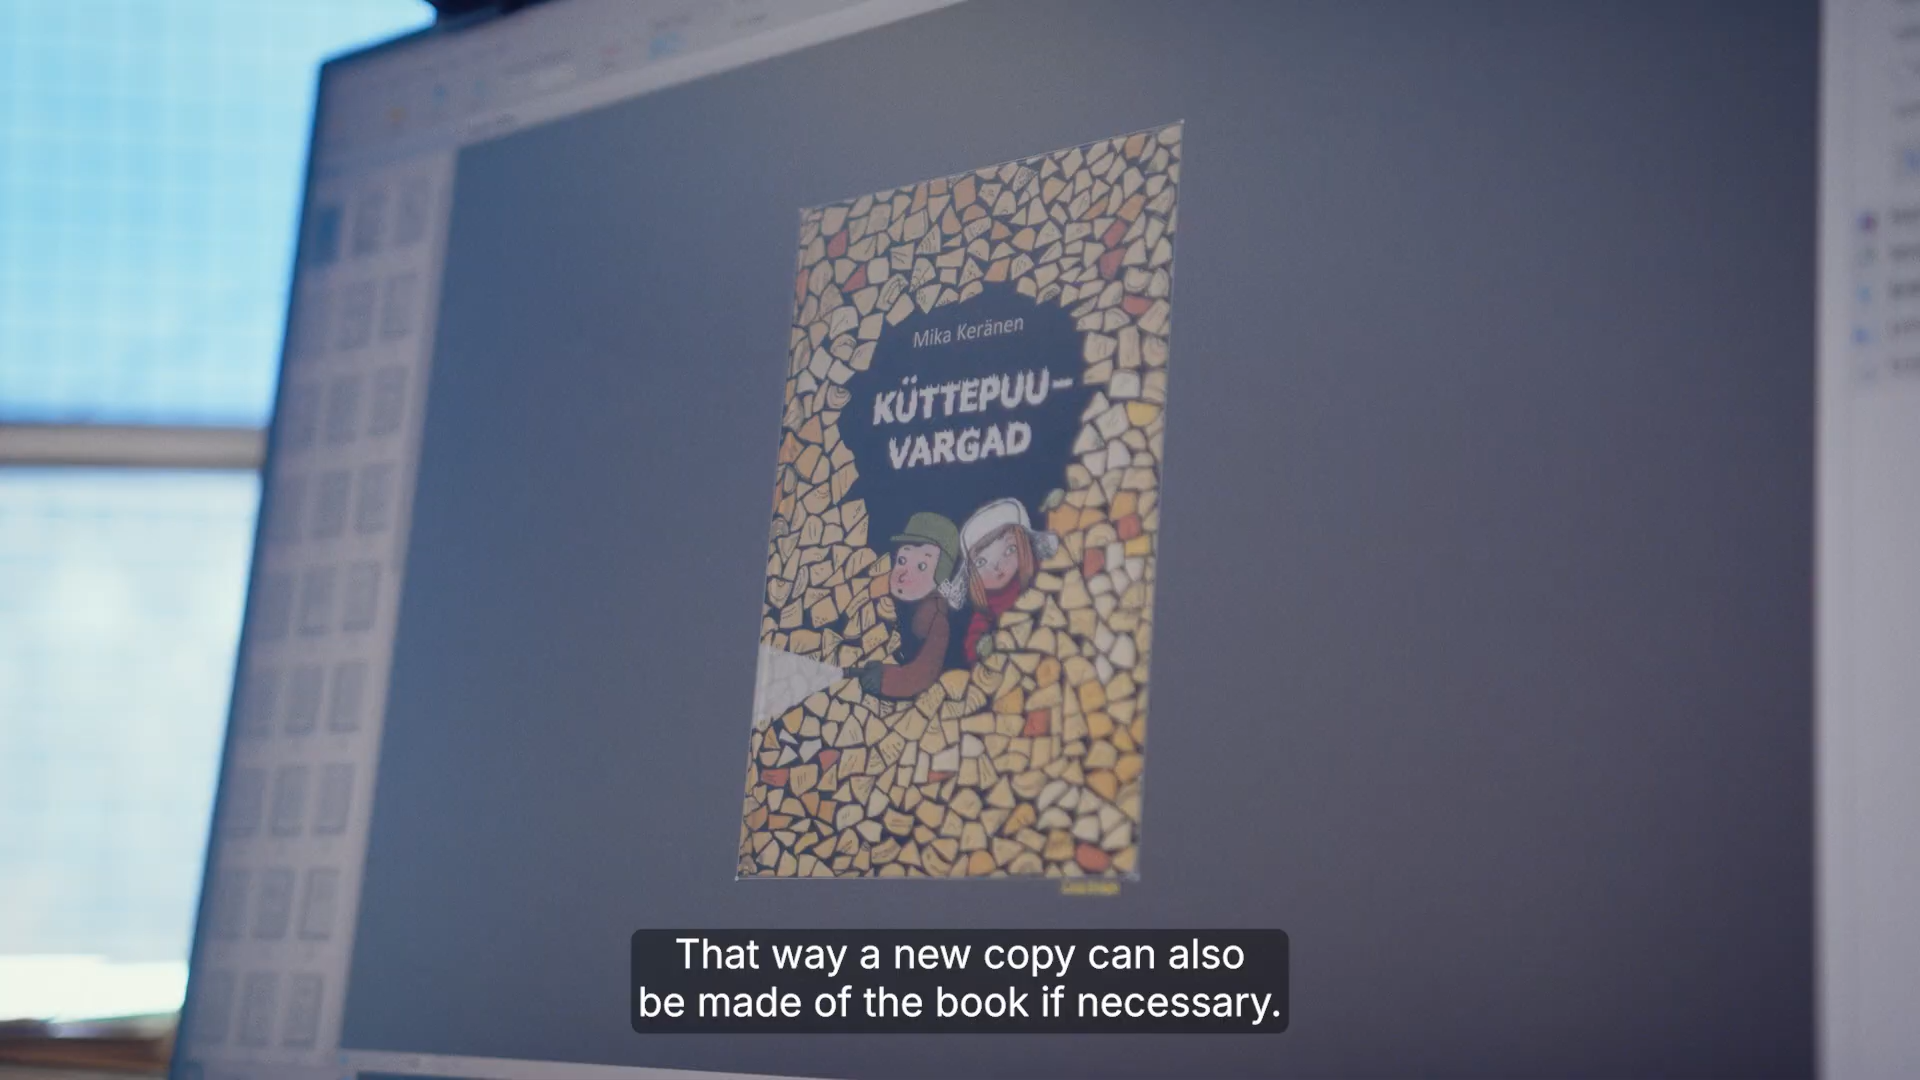 Mika Keränen
KÜTTEPUU-
VARGAD
That way a new copy can also
be made of the book if necessary.